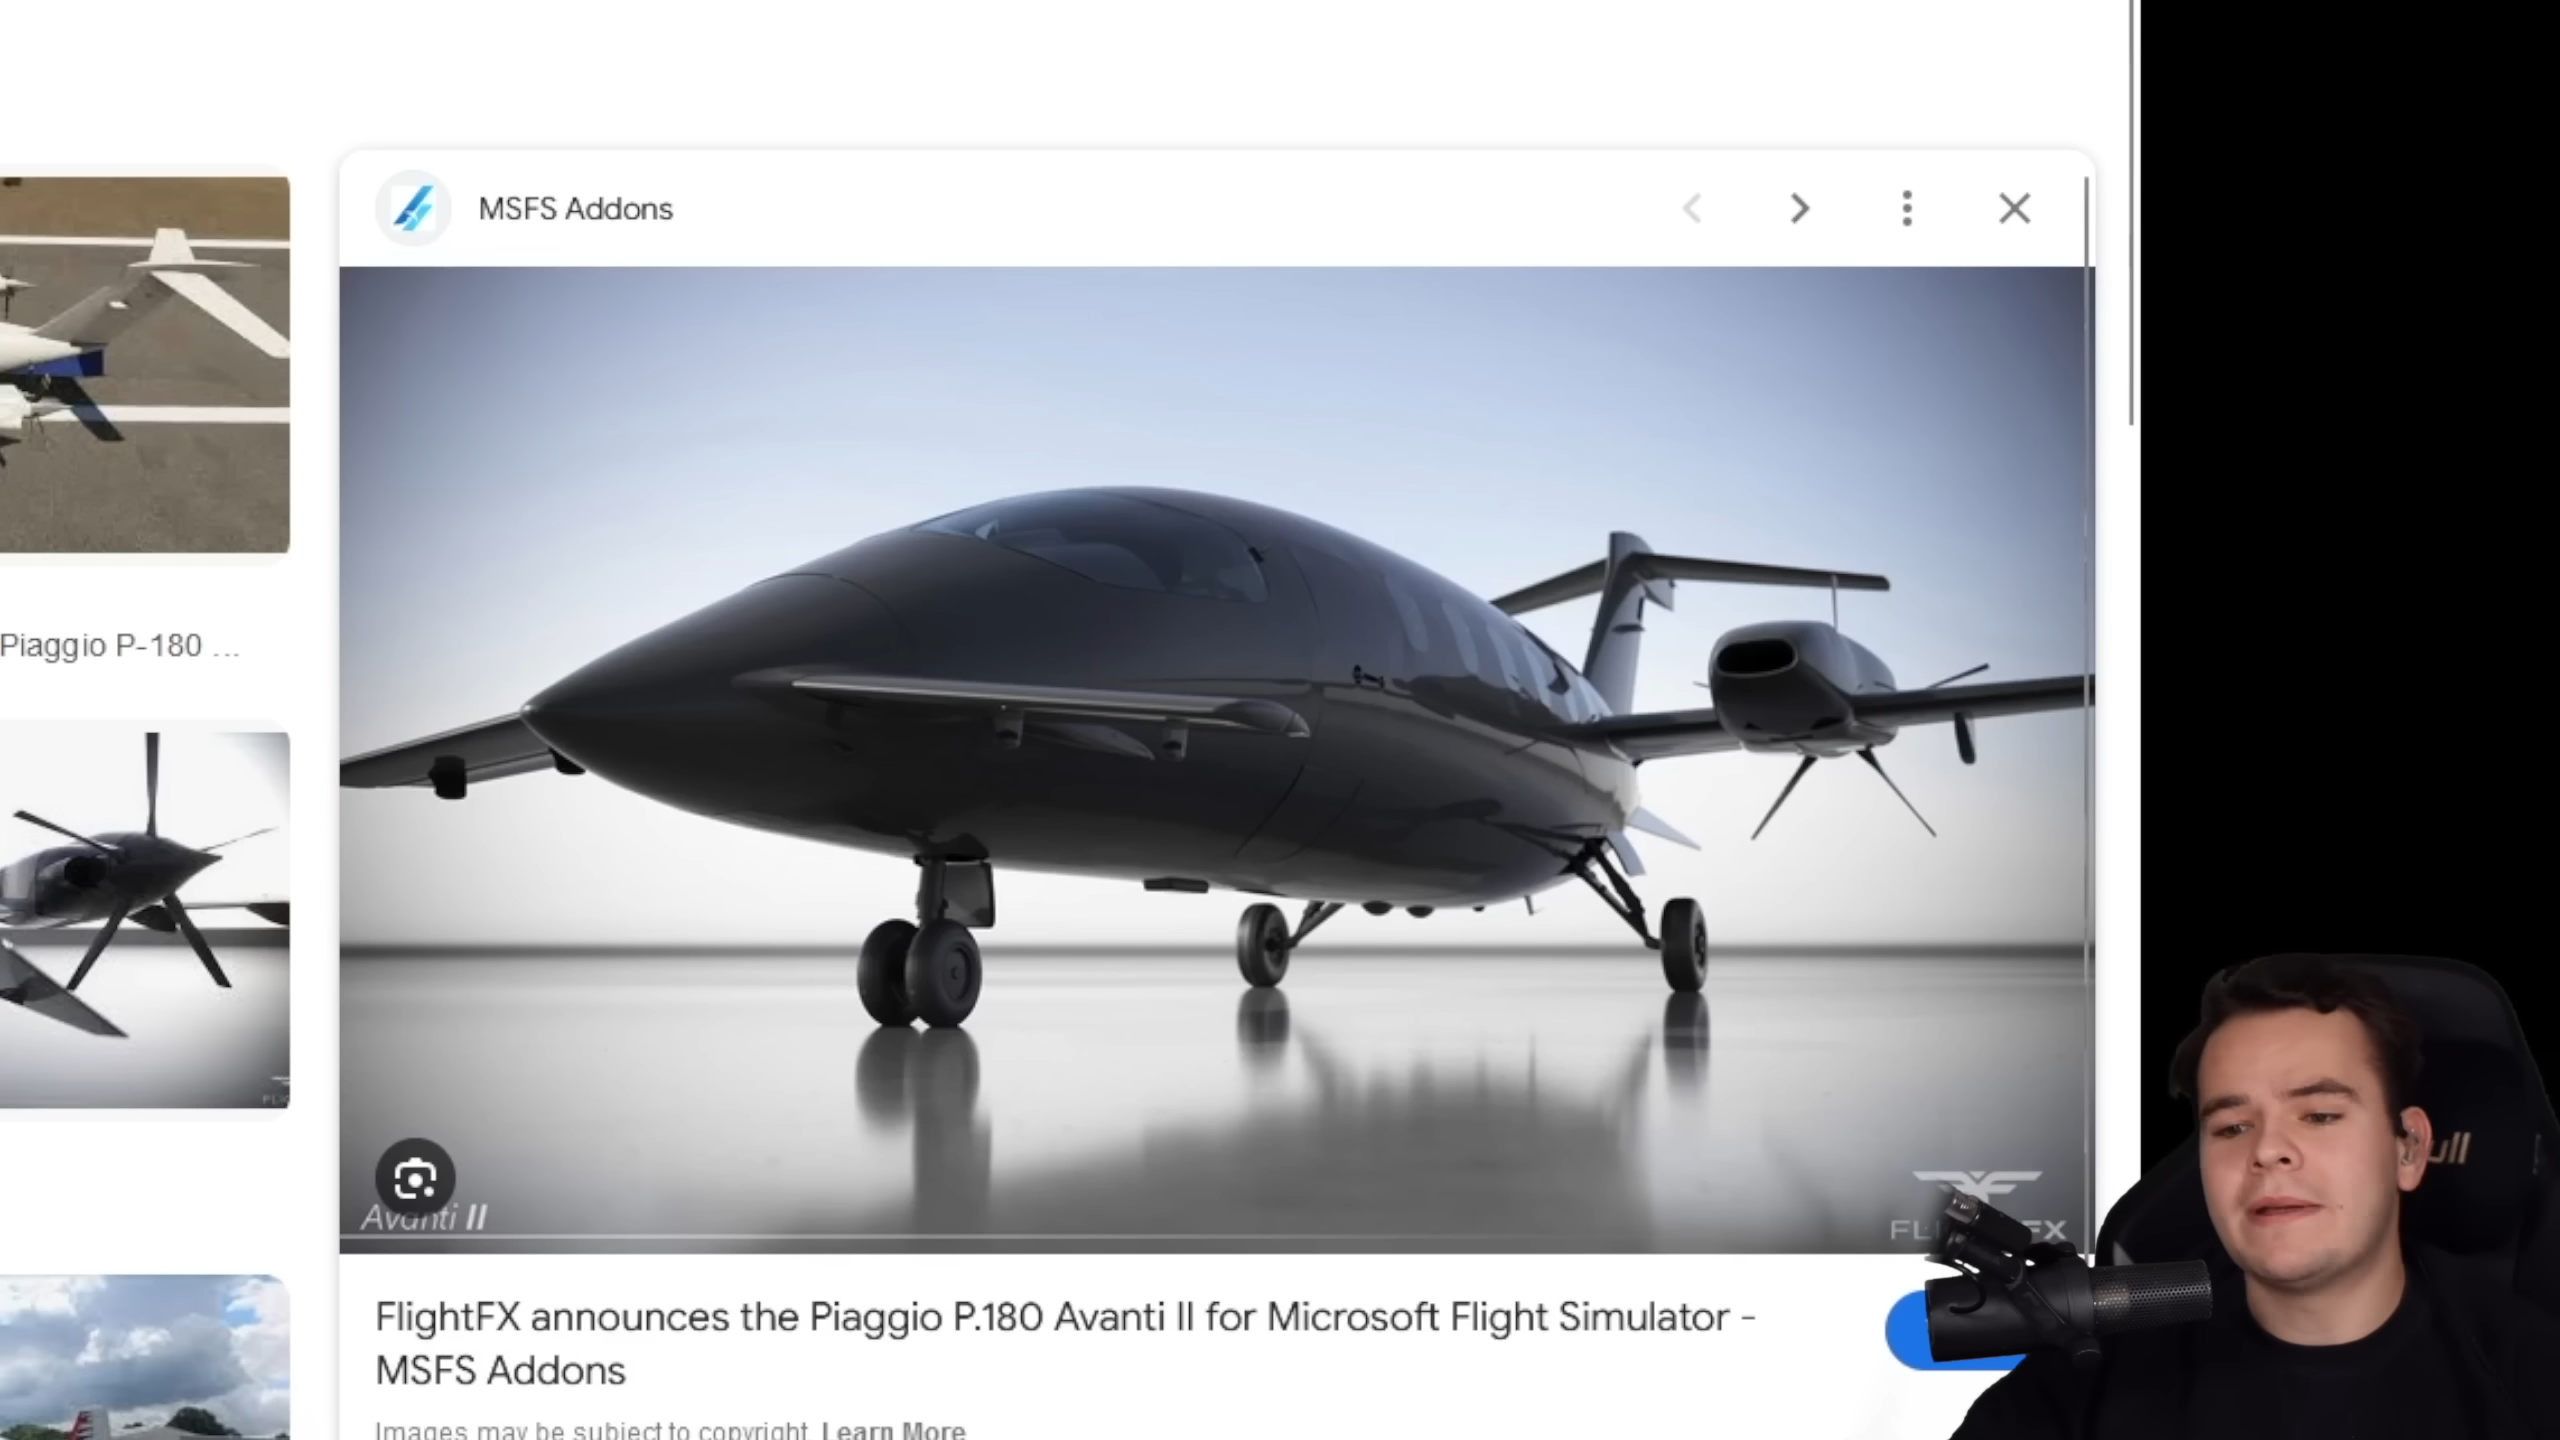 MSFS Addons
Piaggio P-180 ...
Avanti II
FlightFX announces the Piaggio P.180 Avanti II for Microsoft Flight Simulator -
MSFS Addons
Images may be subject to copyright. Learn More